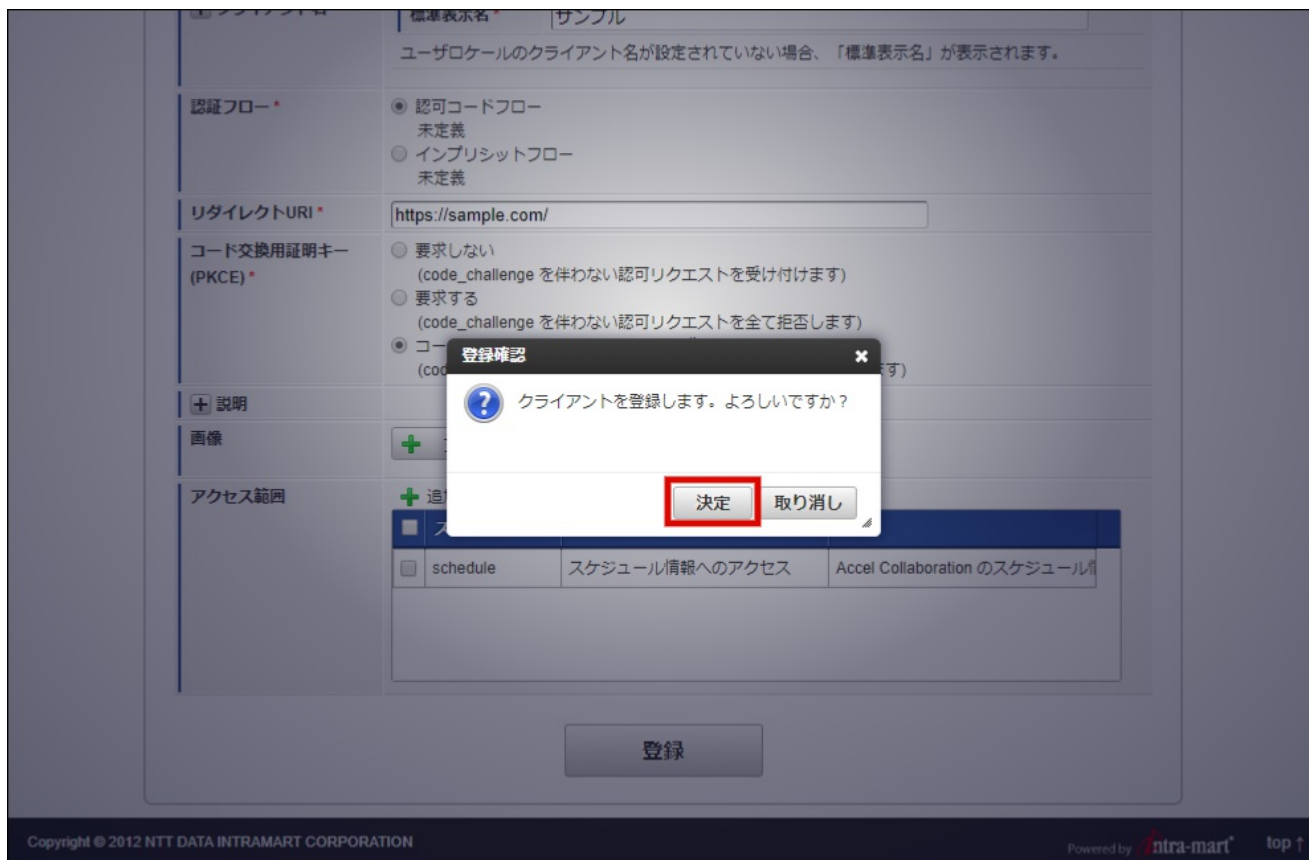 標準表示名* サンプル
ユーザロケールのクライアント名が設定されていない場合、「標準表示名」が表示されます。
認証フロー* 認可コードフロー
未定義
インプリシットフロー
未定義
リダイレクトURI* https://sample.com/
コード交換用証明キー(PKCE)* 要求しない
(code_challenge を伴わない認可リクエストを受け付けます)
要求する
(code_challenge を伴わない認可リクエストを全て拒否します)
コー
(cod ます)
登録確認
クライアントを登録します。よろしいですか?
決定 取り消し
説明
画像
アクセス範囲 追
schedule スケジュール情報へのアクセス Accel Collaboration のスケジュール
登録
Copyright © 2012 NTT DATA INTRAMART CORPORATION
Powered by intra-mart top ↑